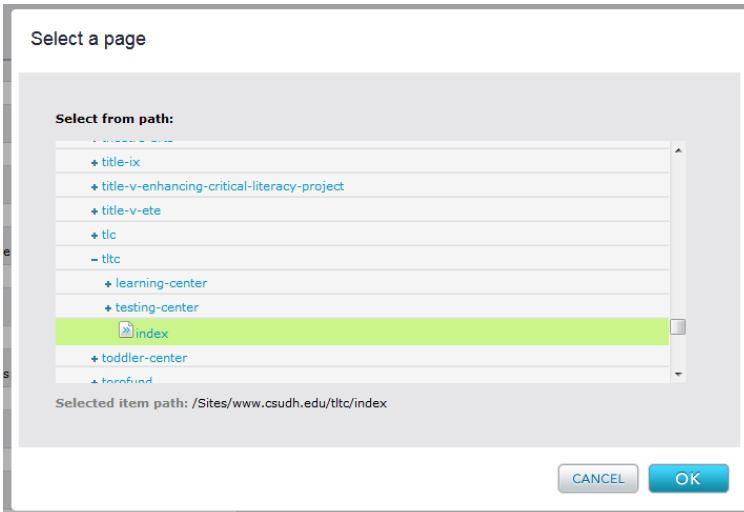 Select a page
Select from path:
+ title-ix
+ title-v-enhancing-critical-literacy-project
+ title-v-ete
+ tlc
− tltc
+ learning-center
+ testing-center
index
+ toddler-center
+ torofund
Selected item path: /Sites/www.csudh.edu/tltc/index
CANCEL OK